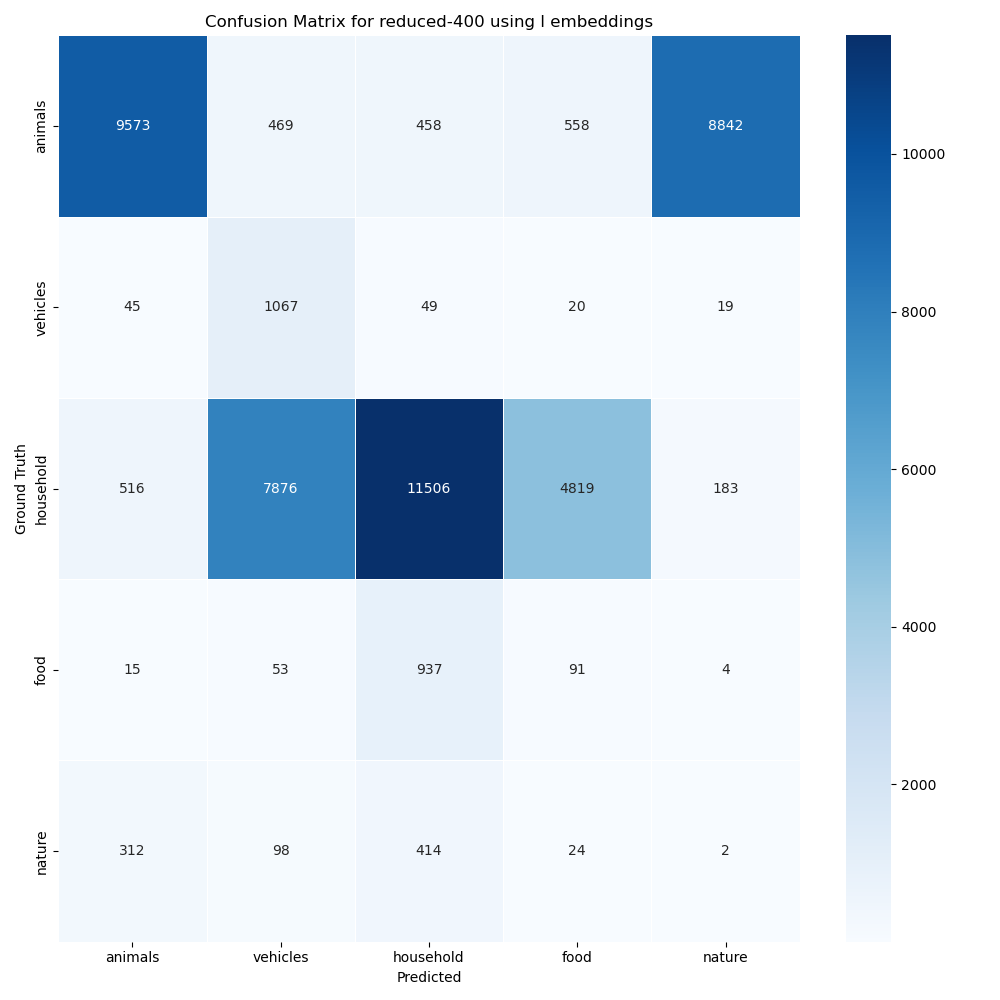 Confusion Matrix for reduced-400 using I embeddings
animals 9573 469 458 558 8842
vehicles 45 1067 49 20 19
household 516 7876 11506 4819 183
food 15 53 937 91 4
nature 312 98 414 24 2
animals vehicles household food nature
Predicted
Ground Truth
10000
8000
6000
4000
2000